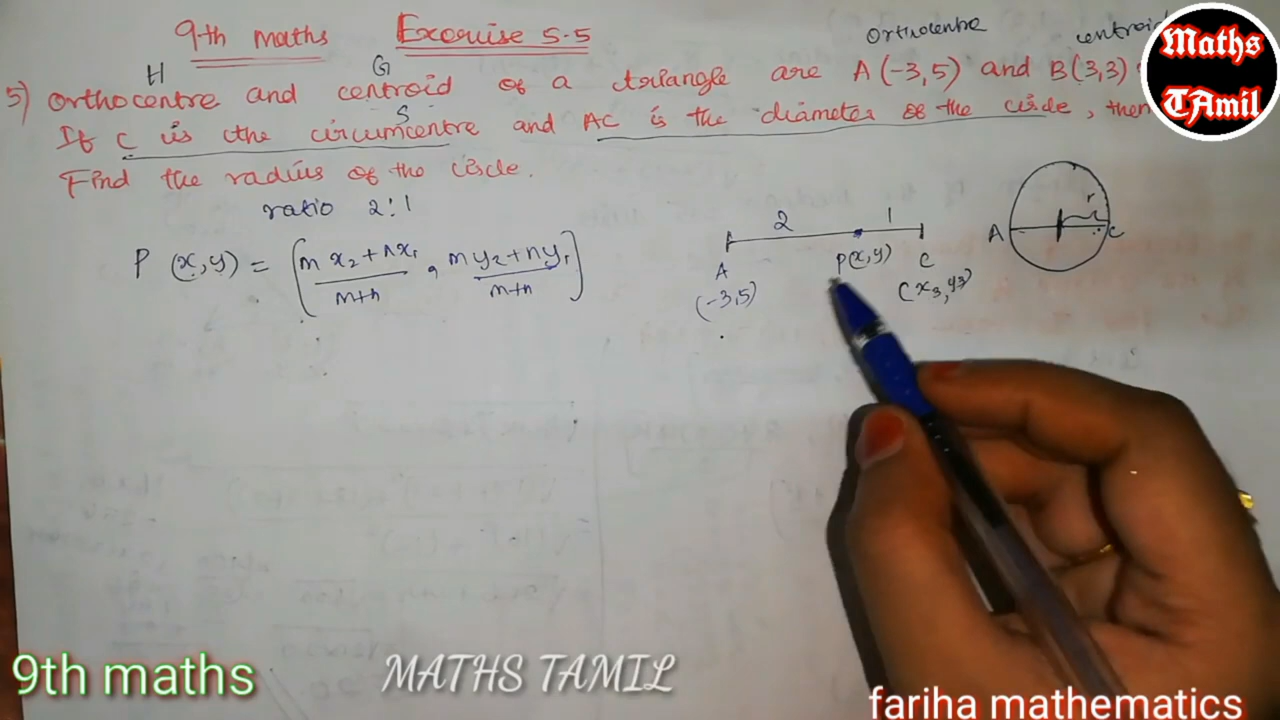 9th maths Exercise 5.5
Orthocentre
H G
5) Orthocentre and centroid of a triangle are A(-3,5) and B(3,3)
S
If C is the circumcentre and AC is the diameter of the circle, then
Find the radius of the circle.
ratio 2:1
P (x,y) = [mx₂+nx₁/m+n , my₂+ny₁/m+n]
2 1
A P(x,y) C
(-3,5) (x₃,y₃)
r
A C
Maths
TAmil
9th maths
MATHS TAMIL
fariha mathematics